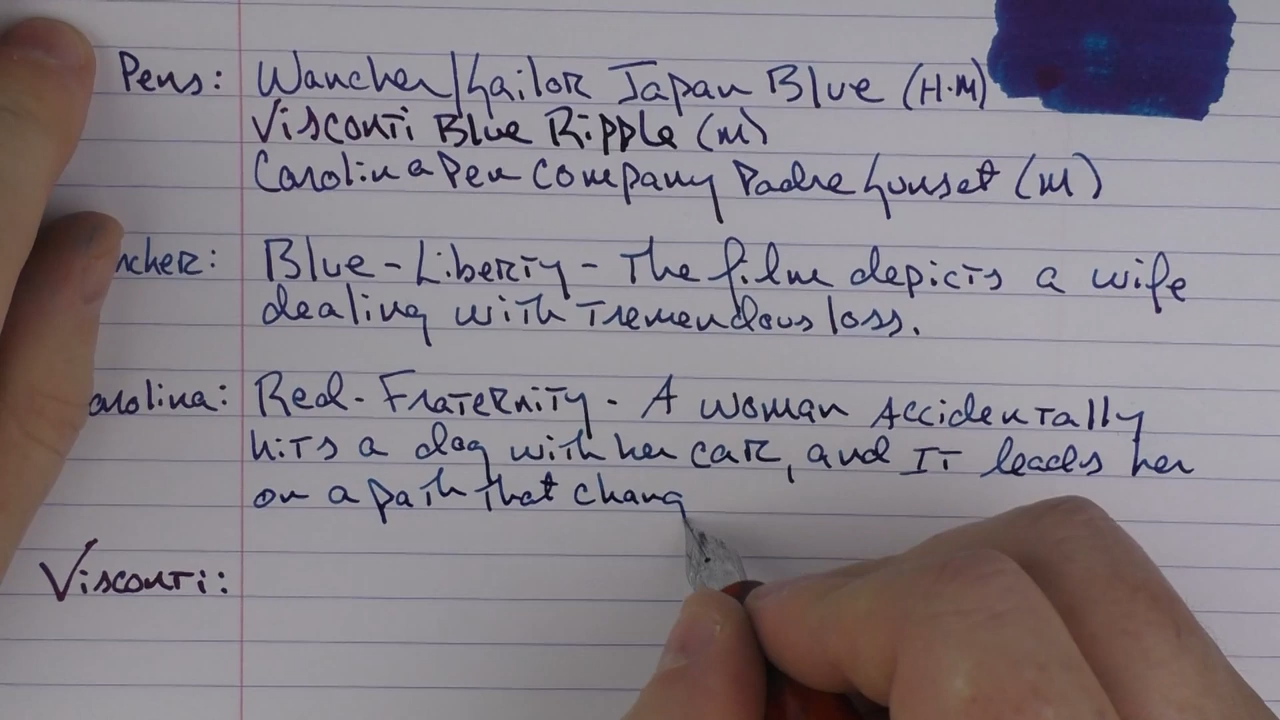 Pens: Wancher/Sailor Japan Blue (H·M)
Visconti Blue Ripple (M)
Carolina Pen Company Padre Sunset (M)
ncher: Blue - Liberty - The film depicts a wife
dealing with tremendous loss.
arolina: Red - Fraternity - A woman accidentally
hits a dog with her car, and it leads her
on a path that chang
Visconti: